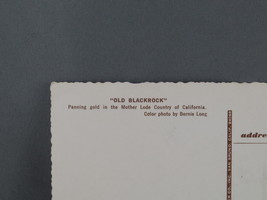 "OLD BLACKROCK"
Panning gold in the Mother Lode Country of California.
Color photo by Bernie Long
addre